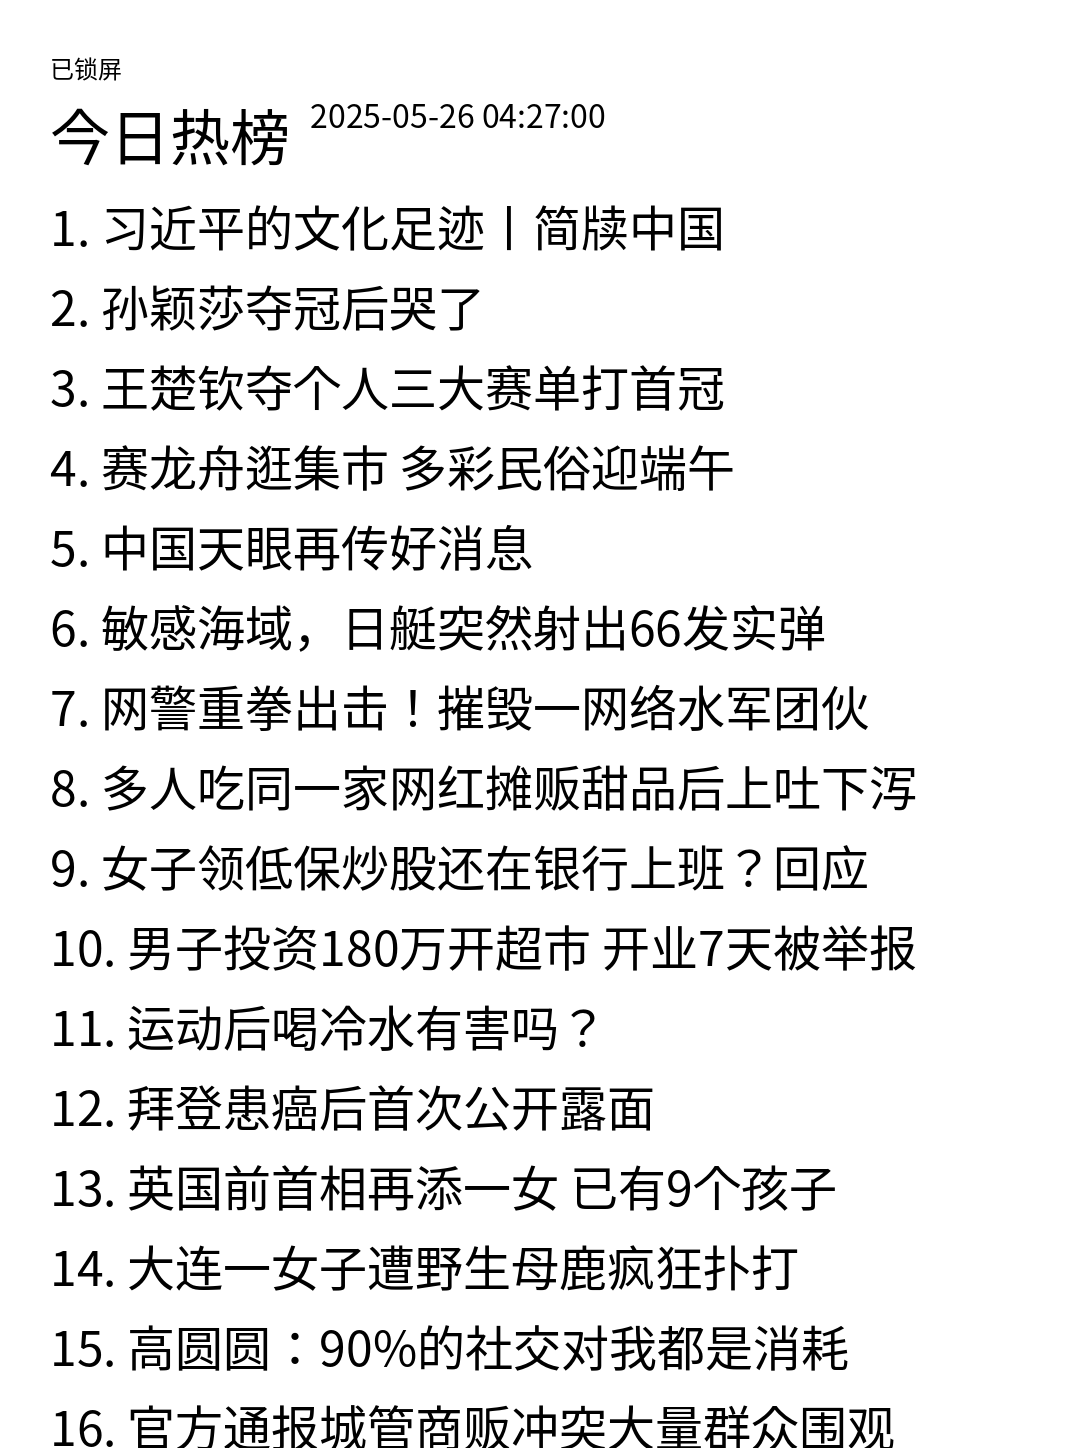 已锁屏
今日热榜 2025-05-26 04:27:00
1. 习近平的文化足迹丨简牍中国
2. 孙颖莎夺冠后哭了
3. 王楚钦夺个人三大赛单打首冠
4. 赛龙舟逛集市 多彩民俗迎端午
5. 中国天眼再传好消息
6. 敏感海域，日艇突然射出66发实弹
7. 网警重拳出击！摧毁一网络水军团伙
8. 多人吃同一家网红摊贩甜品后上吐下泻
9. 女子领低保炒股还在银行上班？回应
10. 男子投资180万开超市 开业7天被举报
11. 运动后喝冷水有害吗？
12. 拜登患癌后首次公开露面
13. 英国前首相再添一女 已有9个孩子
14. 大连一女子遭野生母鹿疯狂扑打
15. 高圆圆：90%的社交对我都是消耗
16. 官方通报城管商贩冲突大量群众围观